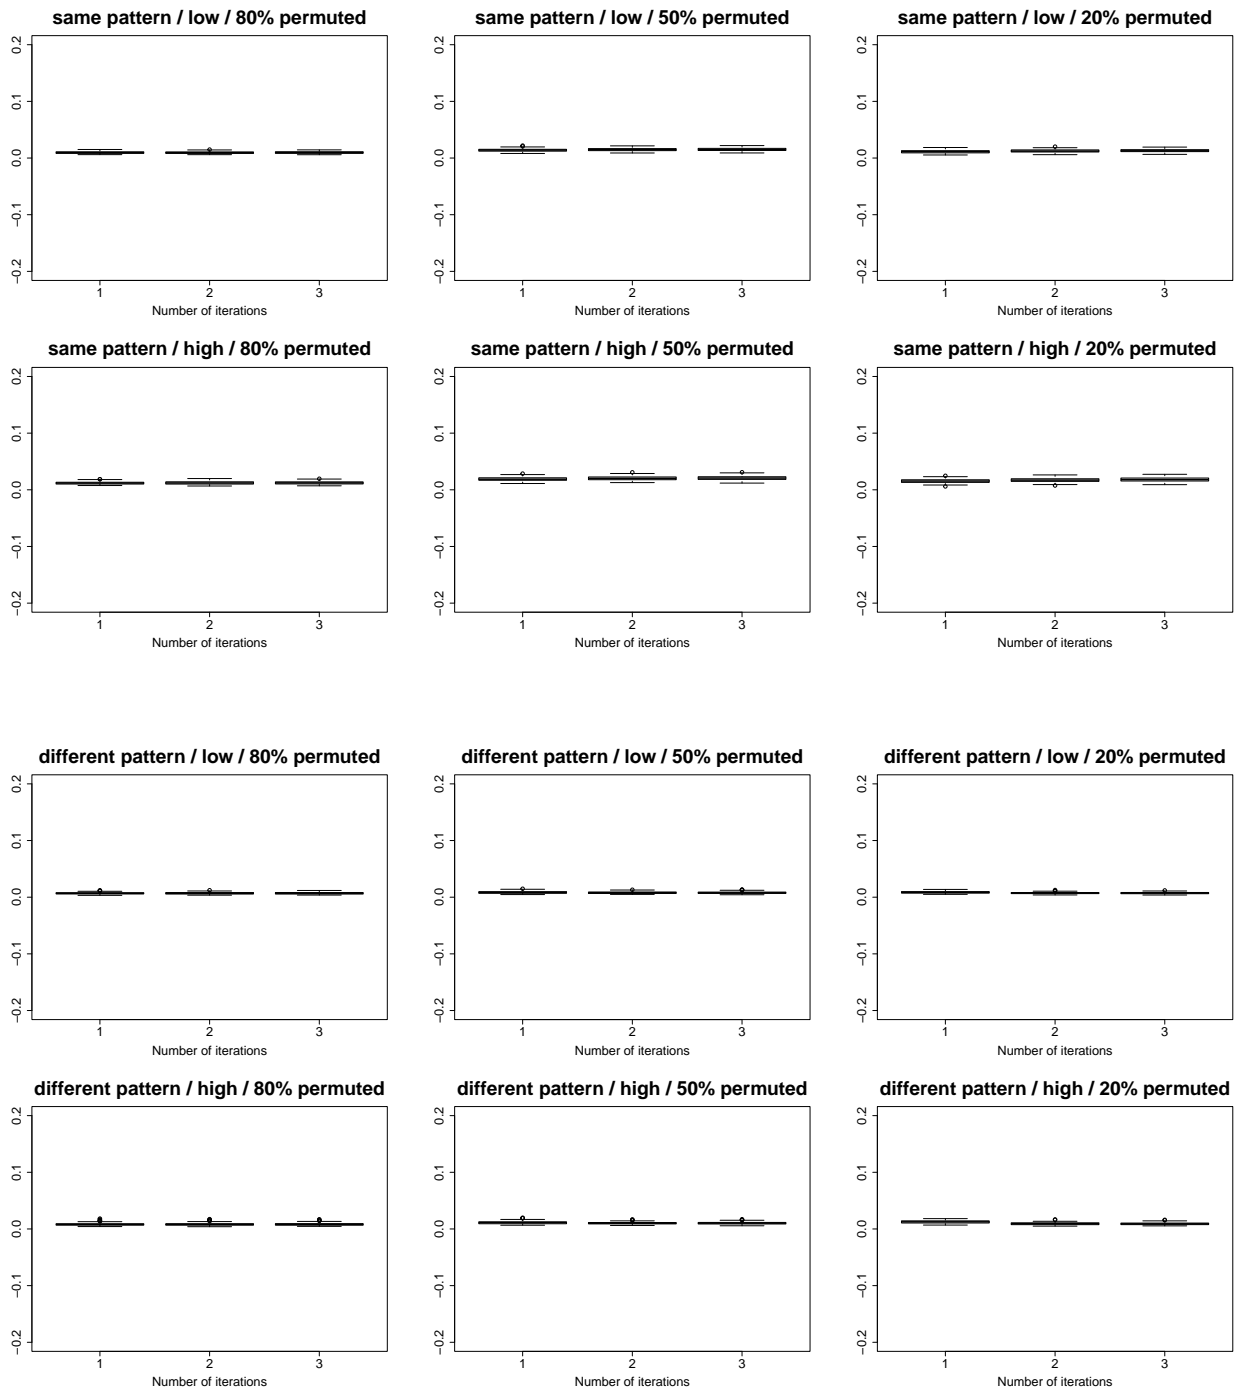 same pattern / low / 80% permuted
same pattern / low / 50% permuted
same pattern / low / 20% permuted
0.2
0.1
0.0
−0.1
−0.2
1 2 3
Number of iterations
0.2
0.1
0.0
−0.1
−0.2
1 2 3
Number of iterations
0.2
0.1
0.0
−0.1
−0.2
1 2 3
Number of iterations
same pattern / high / 80% permuted
same pattern / high / 50% permuted
same pattern / high / 20% permuted
0.2
0.1
0.0
−0.1
−0.2
1 2 3
Number of iterations
0.2
0.1
0.0
−0.1
−0.2
1 2 3
Number of iterations
0.2
0.1
0.0
−0.1
−0.2
1 2 3
Number of iterations
different pattern / low / 80% permuted
different pattern / low / 50% permuted
different pattern / low / 20% permuted
0.2
0.1
0.0
−0.1
−0.2
1 2 3
Number of iterations
0.2
0.1
0.0
−0.1
−0.2
1 2 3
Number of iterations
0.2
0.1
0.0
−0.1
−0.2
1 2 3
Number of iterations
different pattern / high / 80% permuted
different pattern / high / 50% permuted
different pattern / high / 20% permuted
0.2
0.1
0.0
−0.1
−0.2
1 2 3
Number of iterations
0.2
0.1
0.0
−0.1
−0.2
1 2 3
Number of iterations
0.2
0.1
0.0
−0.1
−0.2
1 2 3
Number of iterations